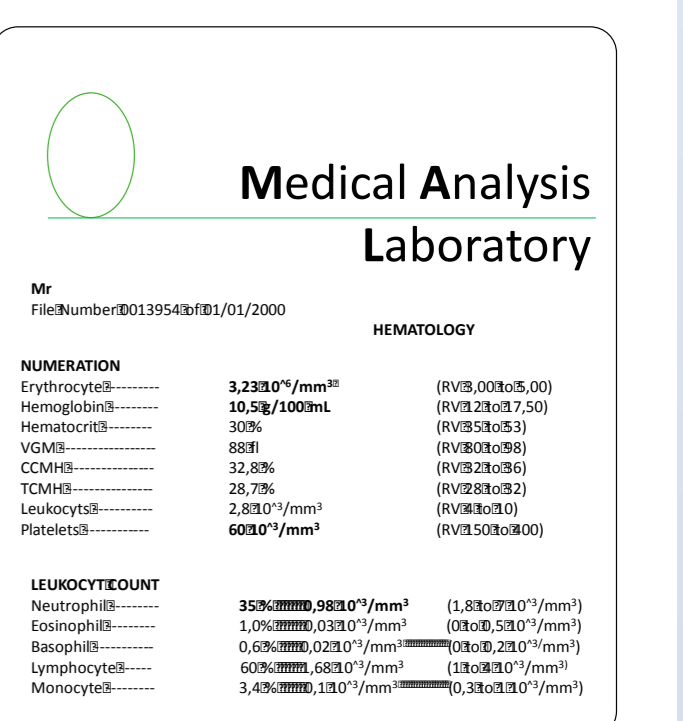 Medical Analysis
Laboratory
Mr
File Number 0013954 of 01/01/2000
HEMATOLOGY
NUMERATION
Erythrocyte --------- 3,23 10^6/mm³ (RV 3,00 to 5,00)
Hemoglobin -------- 10,5 g/100 mL (RV 12 to 17,50)
Hematocrit -------- 30 % (RV 35 to 53)
VGM ----------------- 88 fl (RV 80 to 98)
CCMH --------------- 32,8 % (RV 32 to 36)
TCMH --------------- 28,7 % (RV 28 to 32)
Leukocyts ---------- 2,8 10^3/mm³ (RV 4 to 10)
Platelets ----------- 60 10^3/mm³ (RV 150 to 400)
LEUKOCYT COUNT
Neutrophil -------- 35 % 0,98 10^3/mm³ (1,8 to 7 10^3/mm³)
Eosinophil -------- 1,0% 0,03 10^3/mm³ (0 to 0,5 10^3/mm³)
Basophil ----------- 0,6 % 0,02 10^3/mm³ (0 to 0,2 10^3/mm³)
Lymphocyte ----- 60 % 1,68 10^3/mm³ (1 to 4 10^3/mm³)
Monocyte -------- 3,4 % 0,1 10^3/mm³ (0,3 to 1 10^3/mm³)